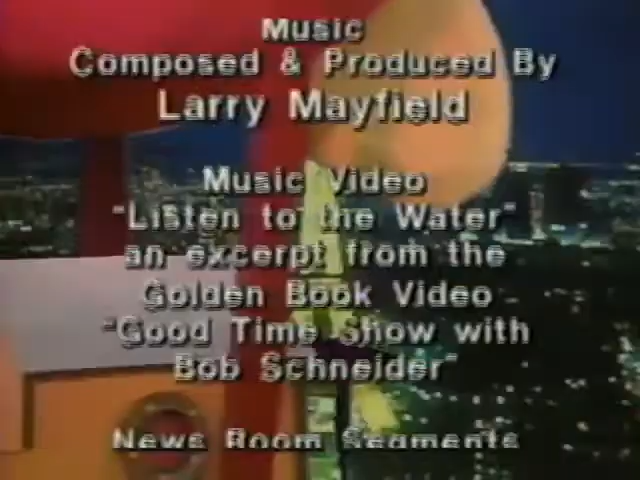 Music
Composed & Produced By
Larry Mayfield
Music Video
"Listen to the Water"
an excerpt from the
Golden Book Video
"Good Time Show with
Bob Schneider"
News Room Segments